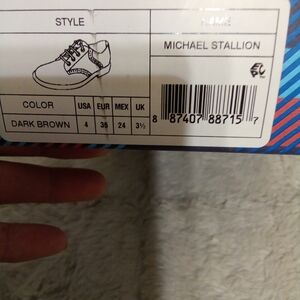 STYLE NAME
MICHAEL STALLION
COLOR USA EUR MEX UK
DARK BROWN 4 36 24 3½
8 87407 88715 7